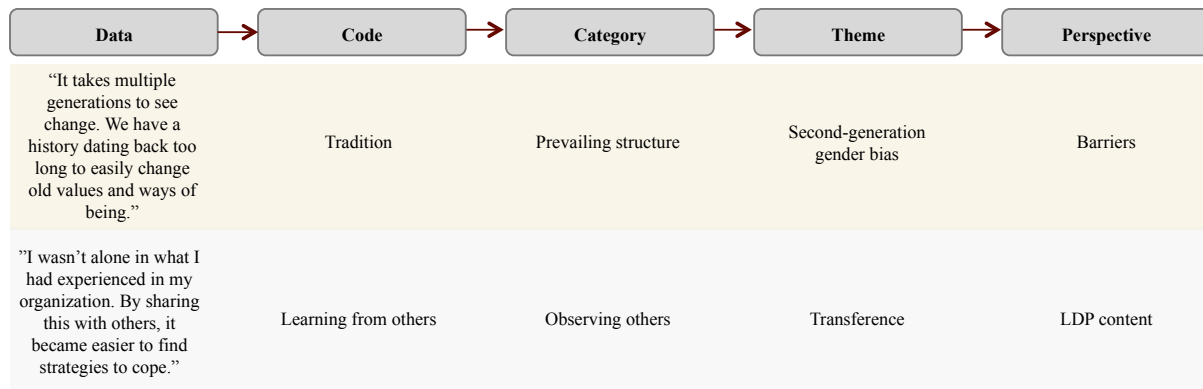 Data
Code
Category
Theme
Perspective
“It takes multiple
generations to see
change. We have a
history dating back too
long to easily change
old values and ways of
being.”
Tradition
Prevailing structure
Second-generation
gender bias
Barriers
”I wasn’t alone in what I
had experienced in my
organization. By sharing
this with others, it
became easier to find
strategies to cope.”
Learning from others
Observing others
Transference
LDP content